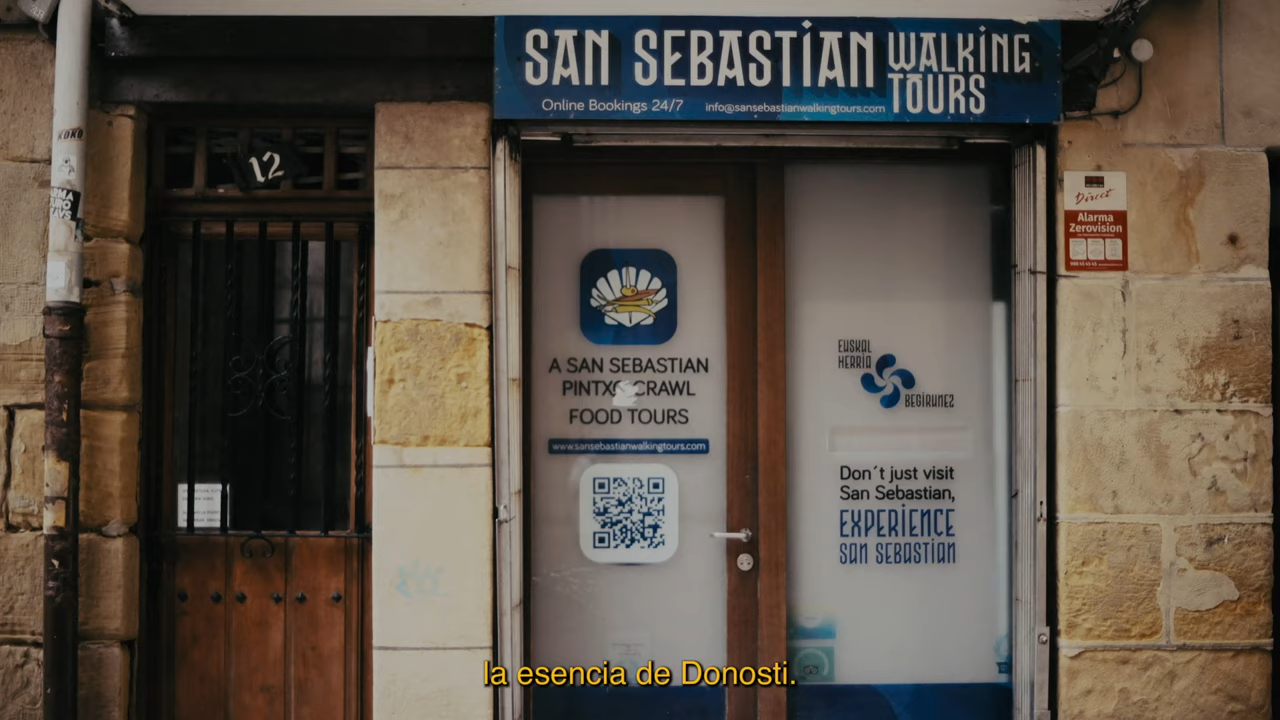 SAN SEBASTIAN WALKING TOURS
Online Bookings 24/7 info@sansebastianwalkingtours.com
KOKO
12
Direct
Alarma
Zerovision
A SAN SEBASTIAN
PINTXO CRAWL
FOOD TOURS
www.sansebastianwalkingtours.com
EUSKAL
HERRIA
BEGIRUNEZ
Don´t just visit
San Sebastian,
EXPERIENCE
SAN SEBASTIAN
la esencia de Donosti.